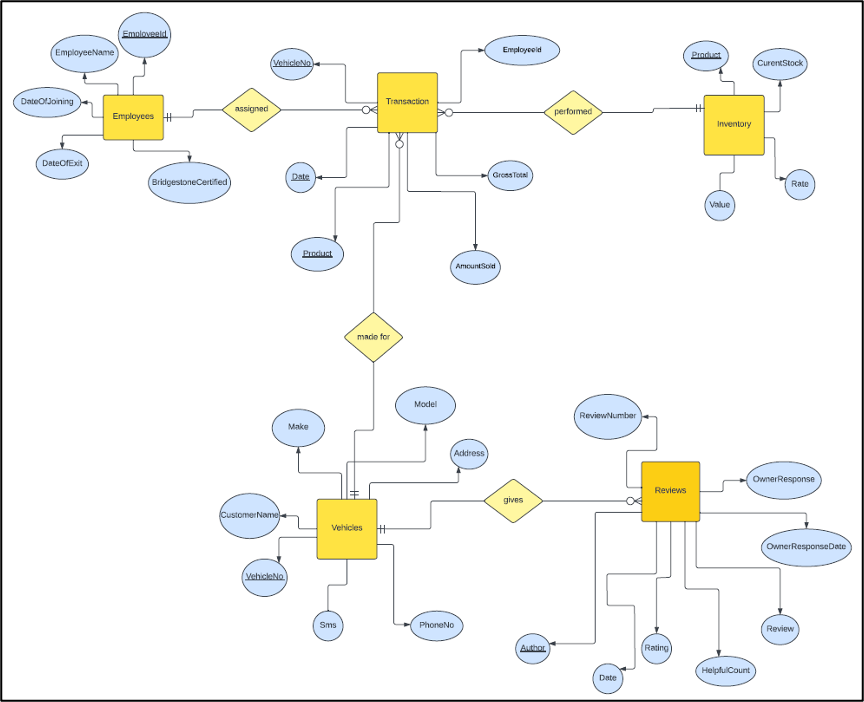 EmployeeId
EmployeeName
DateOfJoining
Employees
DateOfExit
BridgestoneCertified
assigned
VehicleNo
EmployeeId
Transaction
Date
GrossTotal
Product
AmountSold
performed
Product
CurentStock
Inventory
Rate
Value
made for
Make
Model
Address
CustomerName
Vehicles
VehicleNo
Sms
PhoneNo
gives
ReviewNumber
Reviews
OwnerResponse
OwnerResponseDate
Review
HelpfulCount
Rating
Date
Author